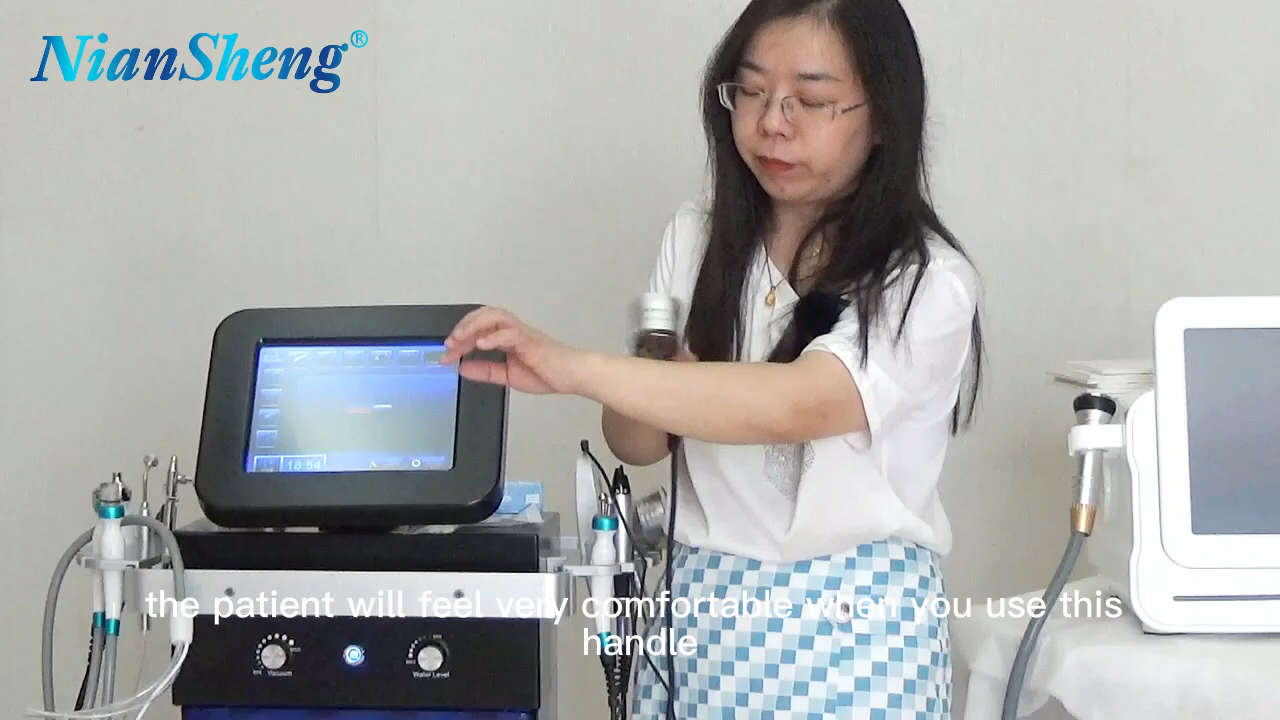 NianSheng®
18:54
the patient will feel very comfortable when you use this
handle
Vacuum
Water Level